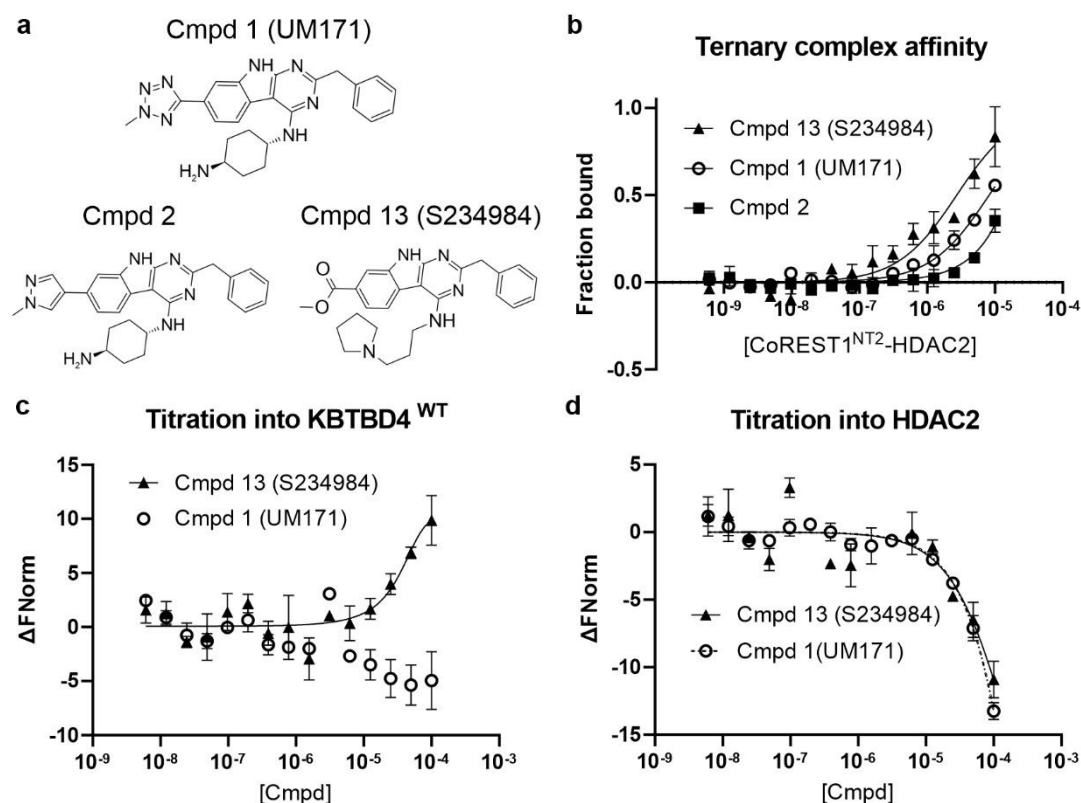 a
Cmpd 1 (UM171)
N
N
N
N
NH
N
N
NH
H₂N
Cmpd 2
N
N
NH
N
N
NH
H₂N
Cmpd 13 (S234984)
O
O
NH
N
N
NH
N
b
Ternary complex affinity
Cmpd 13 (S234984)
Cmpd 1 (UM171)
Cmpd 2
Fraction bound
1.0
0.5
0.0
-0.5
10⁻⁹ 10⁻⁸ 10⁻⁷ 10⁻⁶ 10⁻⁵ 10⁻⁴
[CoREST1ᴺᵀ²-HDAC2]
c
Titration into KBTBD4 ᵂᵀ
Cmpd 13 (S234984)
Cmpd 1 (UM171)
ΔFNorm
15
10
5
0
-5
-10
10⁻⁹ 10⁻⁸ 10⁻⁷ 10⁻⁶ 10⁻⁵ 10⁻⁴ 10⁻³
[Cmpd]
d
Titration into HDAC2
ΔFNorm
5
0
-5
-10
-15
Cmpd 13 (S234984)
Cmpd 1(UM171)
10⁻⁹ 10⁻⁸ 10⁻⁷ 10⁻⁶ 10⁻⁵ 10⁻⁴ 10⁻³
[Cmpd]